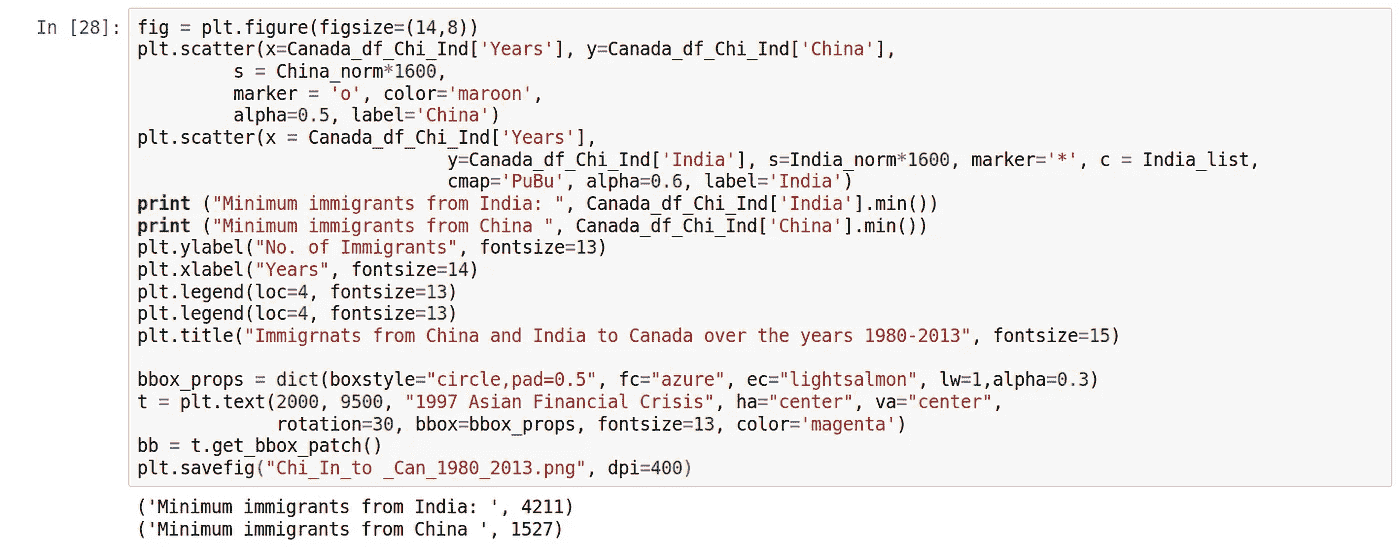 In [28]: fig = plt.figure(figsize=(14,8))
plt.scatter(x=Canada_df_Chi_Ind['Years'], y=Canada_df_Chi_Ind['China'],
        s = China_norm*1600,
        marker = 'o', color='maroon',
        alpha=0.5, label='China')
plt.scatter(x = Canada_df_Chi_Ind['Years'],
                          y=Canada_df_Chi_Ind['India'], s=India_norm*1600, marker='*', c = India_list,
                          cmap='PuBu', alpha=0.6, label='India')
print ("Minimum immigrants from India: ", Canada_df_Chi_Ind['India'].min())
print ("Minimum immigrants from China ", Canada_df_Chi_Ind['China'].min())
plt.ylabel("No. of Immigrants", fontsize=13)
plt.xlabel("Years", fontsize=14)
plt.legend(loc=4, fontsize=13)
plt.legend(loc=4, fontsize=13)
plt.title("Immigrnats from China and India to Canada over the years 1980-2013", fontsize=15)

bbox_props = dict(boxstyle="circle,pad=0.5", fc="azure", ec="lightsalmon", lw=1,alpha=0.3)
t = plt.text(2000, 9500, "1997 Asian Financial Crisis", ha="center", va="center",
            rotation=30, bbox=bbox_props, fontsize=13, color='magenta')
bb = t.get_bbox_patch()
plt.savefig("Chi_In_to _Can_1980_2013.png", dpi=400)
('Minimum immigrants from India: ', 4211)
('Minimum immigrants from China ', 1527)